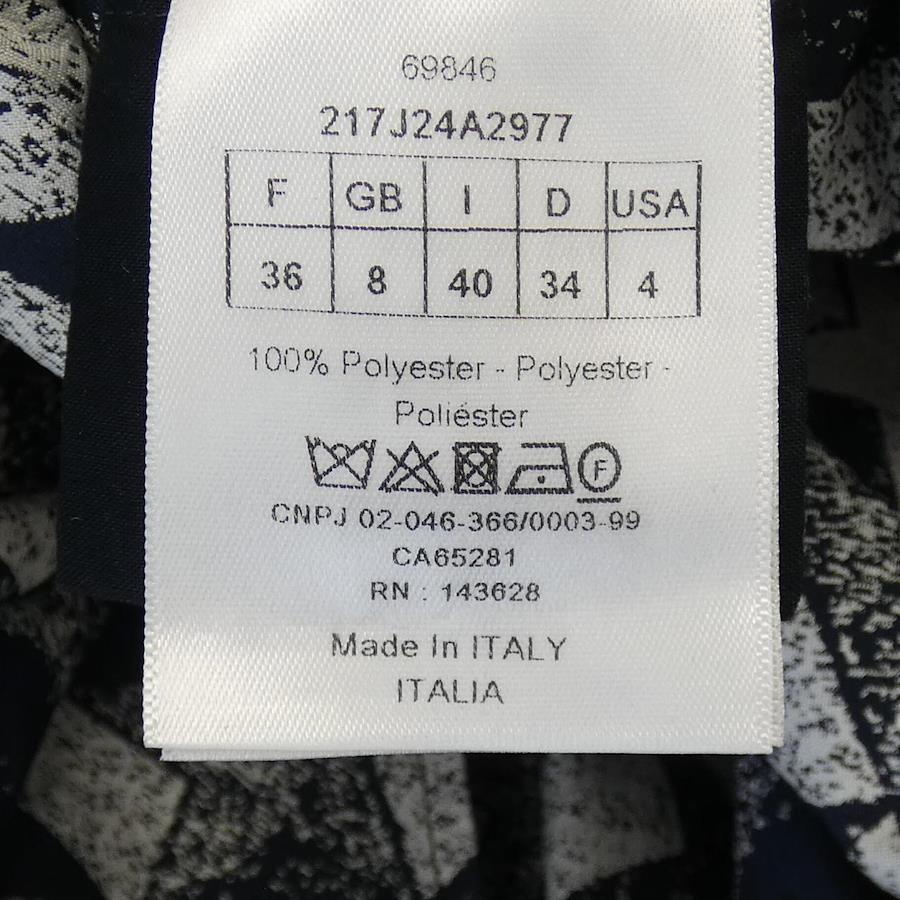 69846
217J24A2977
F GB I D USA
36 8 40 34 4
100% Polyester - Polyester -
Poliéster
F
CNPJ 02-046-366/0003-99
CA65281
RN : 143628
Made In ITALY
ITALIA